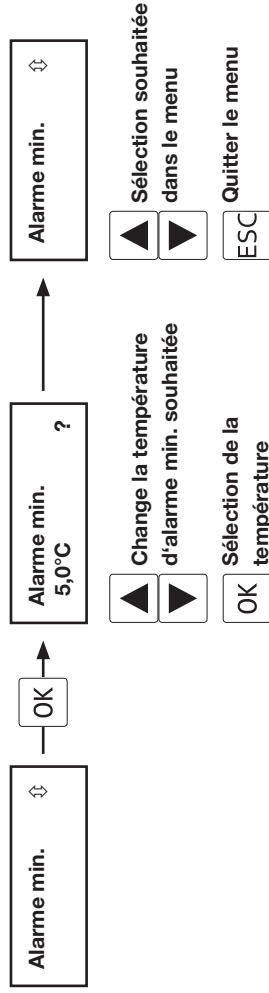 Alarme min. ⇳
OK
Alarme min.
5,0°C ?
▲ Change la température
▼ d‘alarme min. souhaitée
OK Sélection de la
température
Alarme min. ⇳
▲ Sélection souhaitée
▼ dans le menu
ESC Quitter le menu